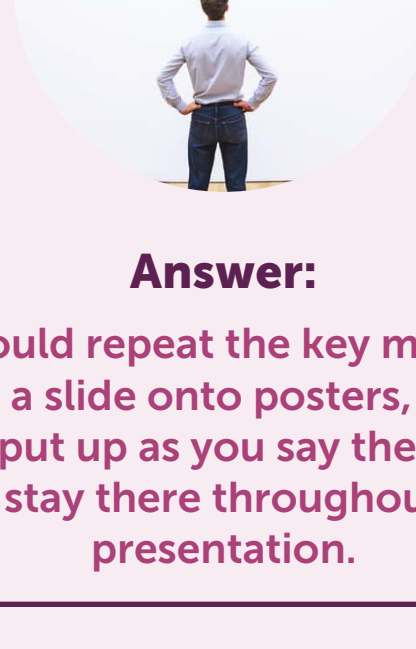 Answer:
repeat the key
a slide onto posters,
put up as you say
stay there
presentation.